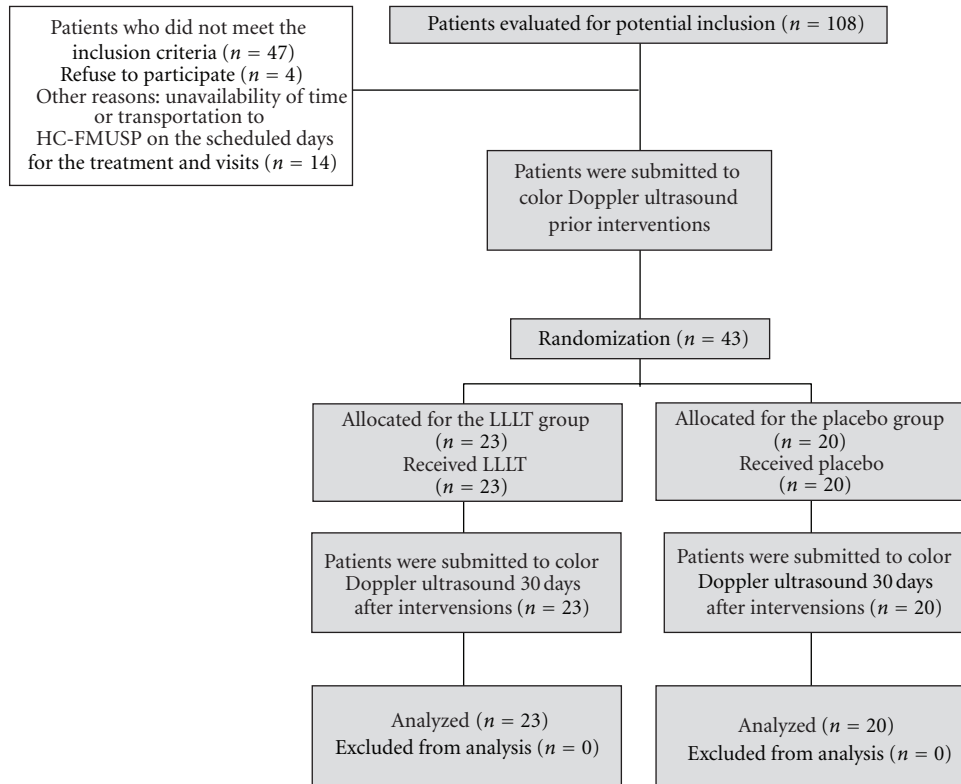 Patients evaluated for potential inclusion (n = 108)
Patients who did not meet the
inclusion criteria (n = 47)
Refuse to participate (n = 4)
Other reasons: unavailability of time
or transportation to
HC-FMUSP on the scheduled days
for the treatment and visits (n = 14)
Patients were submitted to
color Doppler ultrasound
prior interventions
Randomization (n = 43)
Allocated for the LLLT group
(n = 23)
Received LLLT
(n = 23)
Allocated for the placebo group
(n = 20)
Received placebo
(n = 20)
Patients were submitted to color
Doppler ultrasound 30 days
after intervensions (n = 23)
Patients were submitted to color
Doppler ultrasound 30 days
after intervensions (n = 20)
Analyzed (n = 23)
Excluded from analysis (n = 0)
Analyzed (n = 20)
Excluded from analysis (n = 0)